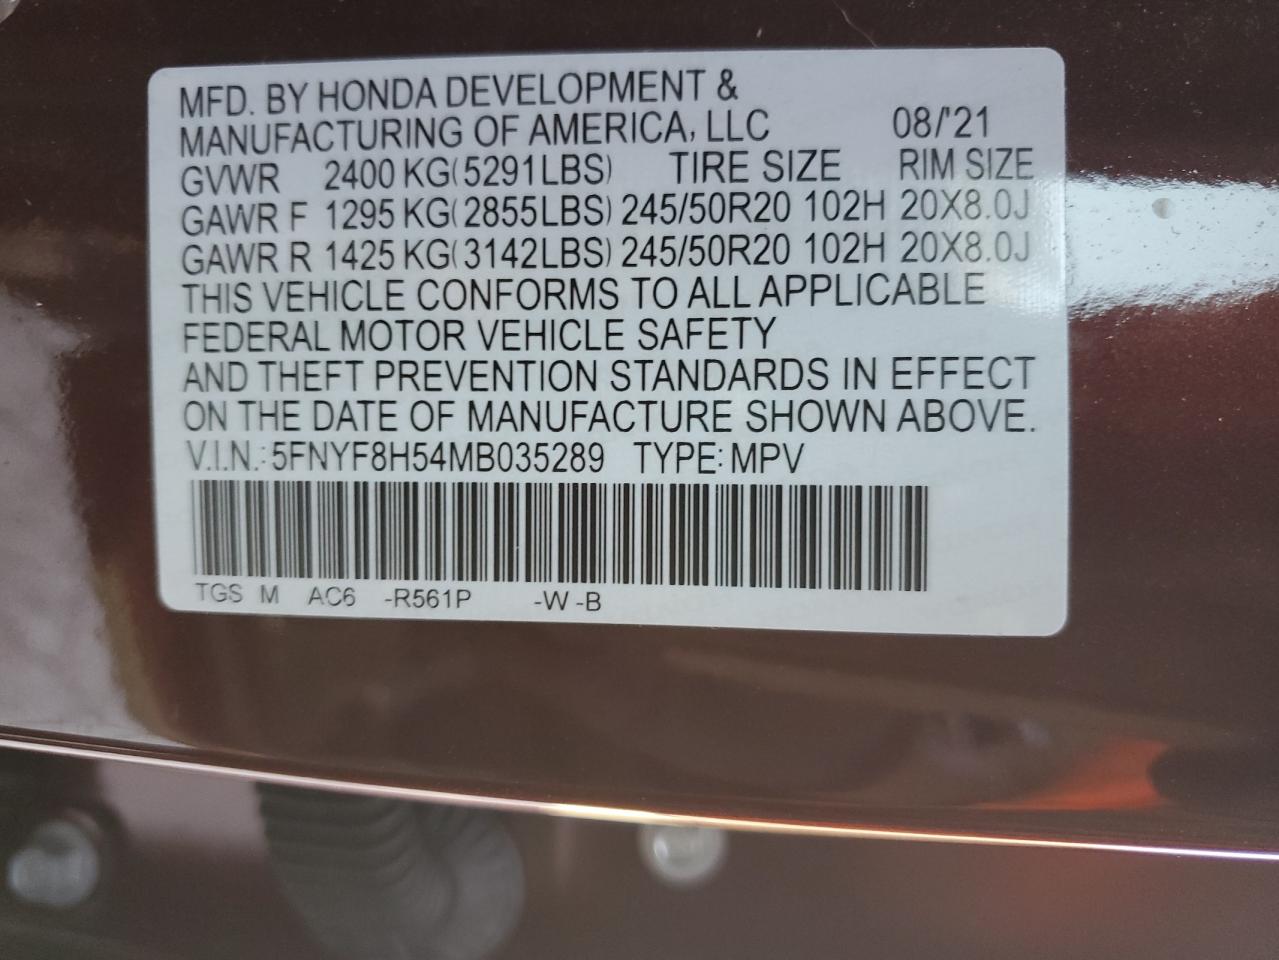 MFD. BY HONDA DEVELOPMENT &
MANUFACTURING OF AMERICA, LLC 08/'21
GVWR 2400 KG(5291LBS) TIRE SIZE RIM SIZE
GAWR F 1295 KG(2855LBS) 245/50R20 102H 20X8.0J
GAWR R 1425 KG(3142LBS) 245/50R20 102H 20X8.0J
THIS VEHICLE CONFORMS TO ALL APPLICABLE
FEDERAL MOTOR VEHICLE SAFETY
AND THEFT PREVENTION STANDARDS IN EFFECT
ON THE DATE OF MANUFACTURE SHOWN ABOVE.
V.I.N.: 5FNYF8H54MB035289 TYPE: MPV
TGS M AC6 -R561P -W -B